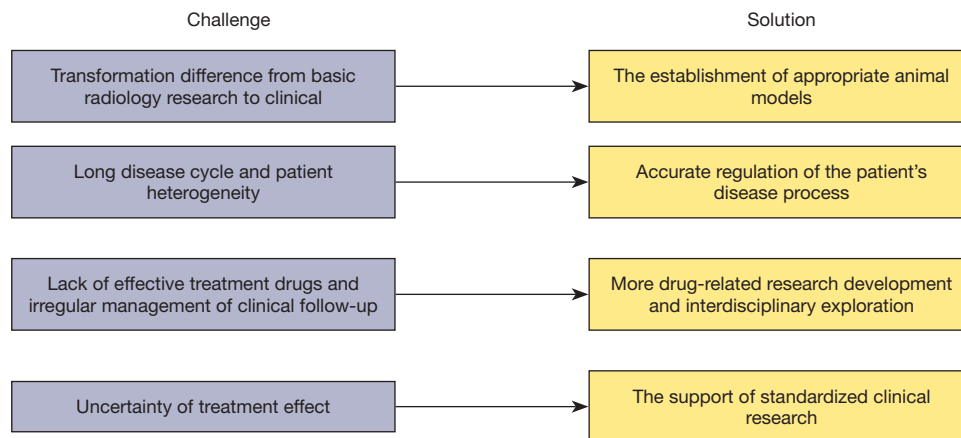 Challenge
Solution
Transformation difference from basic
radiology research to clinical
The establishment of appropriate animal
models
Long disease cycle and patient
heterogeneity
Accurate regulation of the patient's
disease process
Lack of effective treatment drugs and
irregular management of clinical follow-up
More drug-related research development
and interdisciplinary exploration
Uncertainty of treatment effect
The support of standardized clinical
research